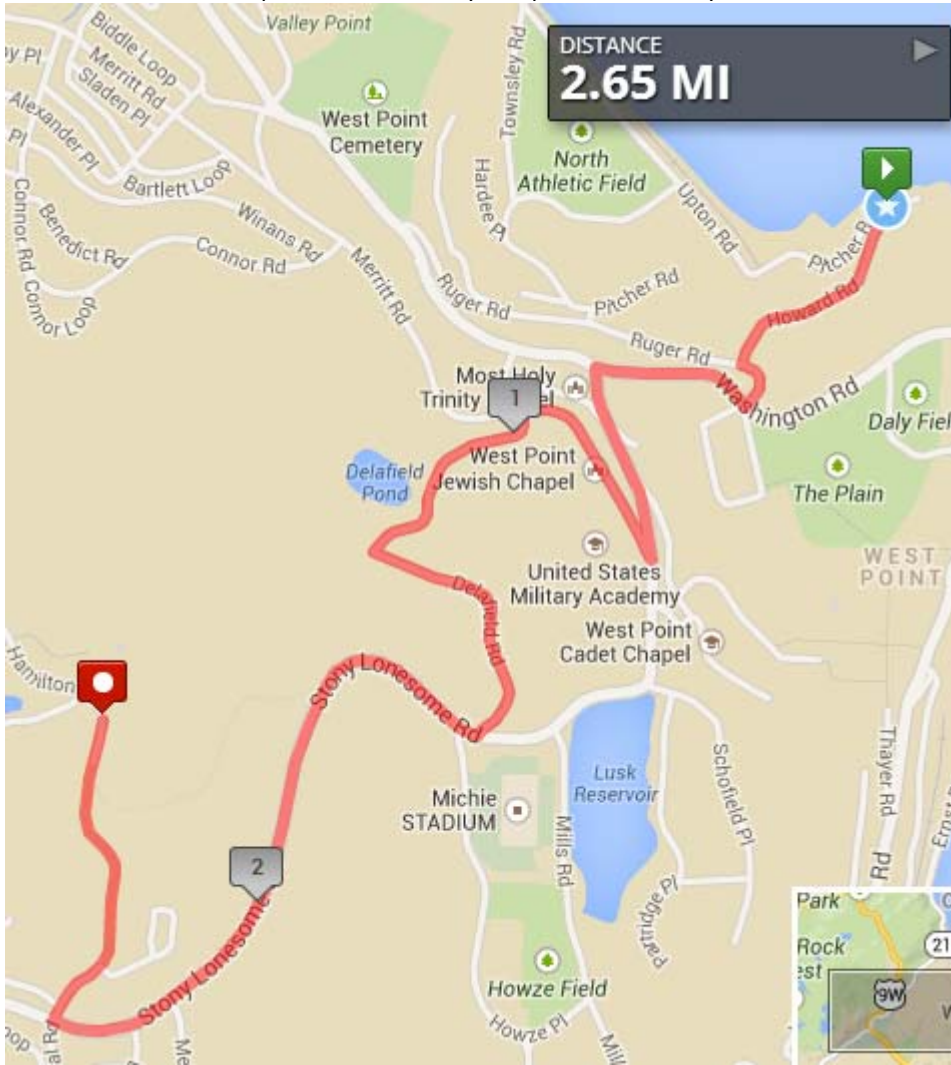 Valley Point
DISTANCE
2.65 MI
Biddle Loop
Merritt Rd
Sladen Pl
Alexander Pl
Townsley Rd
West Point
Cemetery
North
Athletic Field
Bartlett Loop
Hardee Pl
Upton Rd
Pitcher R
Winans Rd
Connor Rd
Benedict Rd
Connor Rd
Connor Loop
Merritt Rd
Ruger Rd
Pitcher Rd
Howard Rd
Ruger Rd
Washington Rd
Most Holy
Trinity
el
1
Daly Fiel
West Point
Jewish Chapel
The Plain
Delafield
Pond
United States
Military Academy
WEST
POINT
Delafield Rd
West Point
Cadet Chapel
Hamilton
Stony Lonesome Rd
Thayer Rd
Schofield Pl
Lusk
Reservoir
Michie
STADIUM
Mills Rd
2
Rd
Partridge Pl
Park
Stony Lonesome
Rock
21
Howze Field
9W
W
Howze Pl